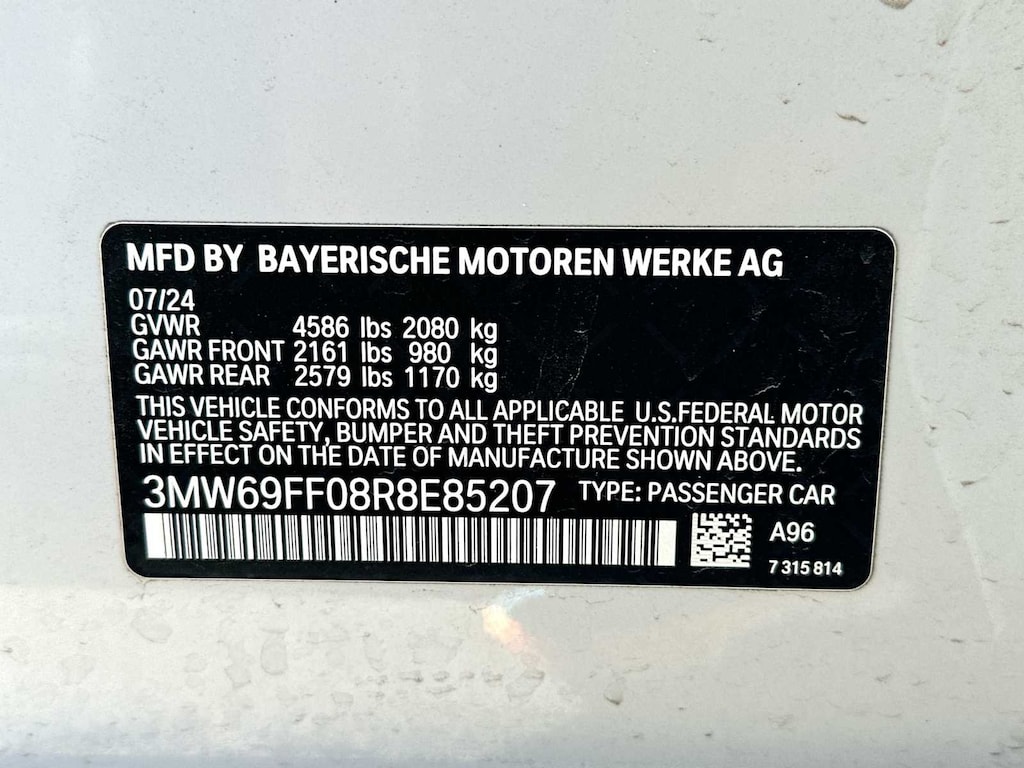 MFD BY BAYERISCHE MOTOREN WERKE AG
07/24
GVWR 4586 lbs 2080 kg
GAWR FRONT 2161 lbs 980 kg
GAWR REAR 2579 lbs 1170 kg
THIS VEHICLE CONFORMS TO ALL APPLICABLE U.S.FEDERAL MOTOR
VEHICLE SAFETY, BUMPER AND THEFT PREVENTION STANDARDS
IN EFFECT ON THE DATE OF MANUFACTURE SHOWN ABOVE.
3MW69FF08R8E85207 TYPE: PASSENGER CAR
A96
7 315 814